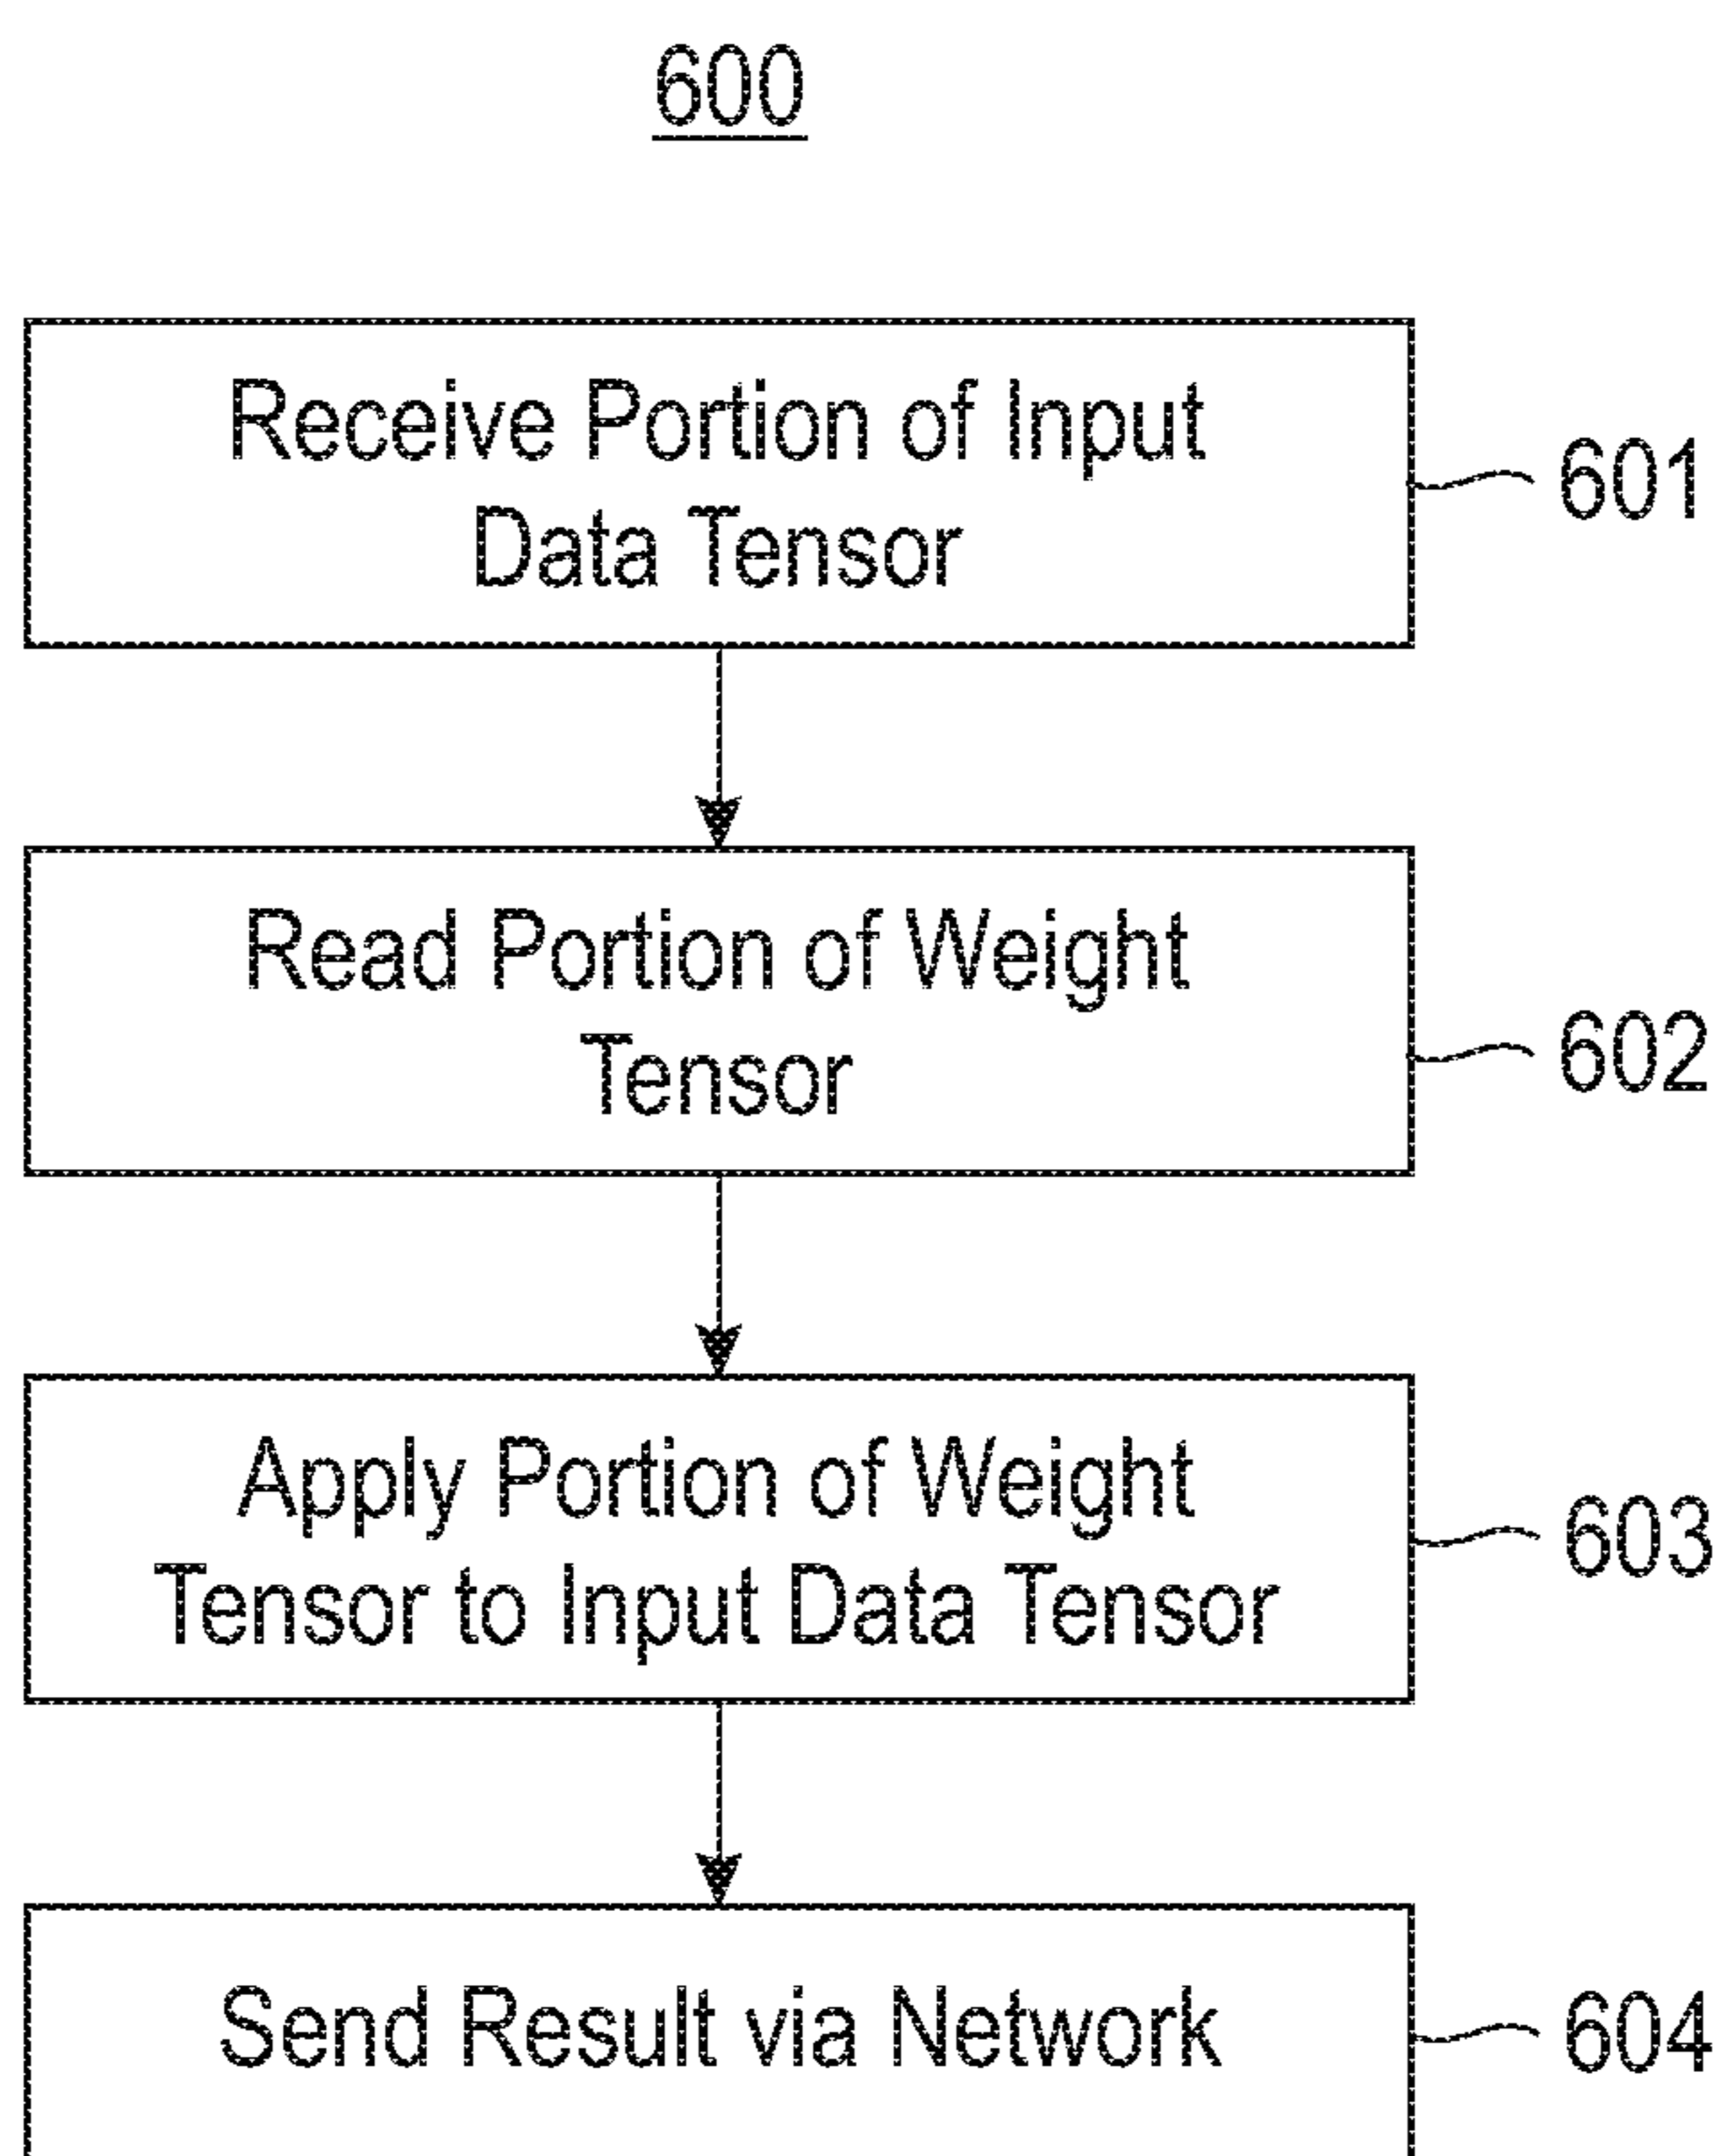 600
Receive Portion of Input
Data Tensor
601
Read Portion of Weight
Tensor
602
Apply Portion of Weight
Tensor to Input Data Tensor
603
Send Result via Network
604